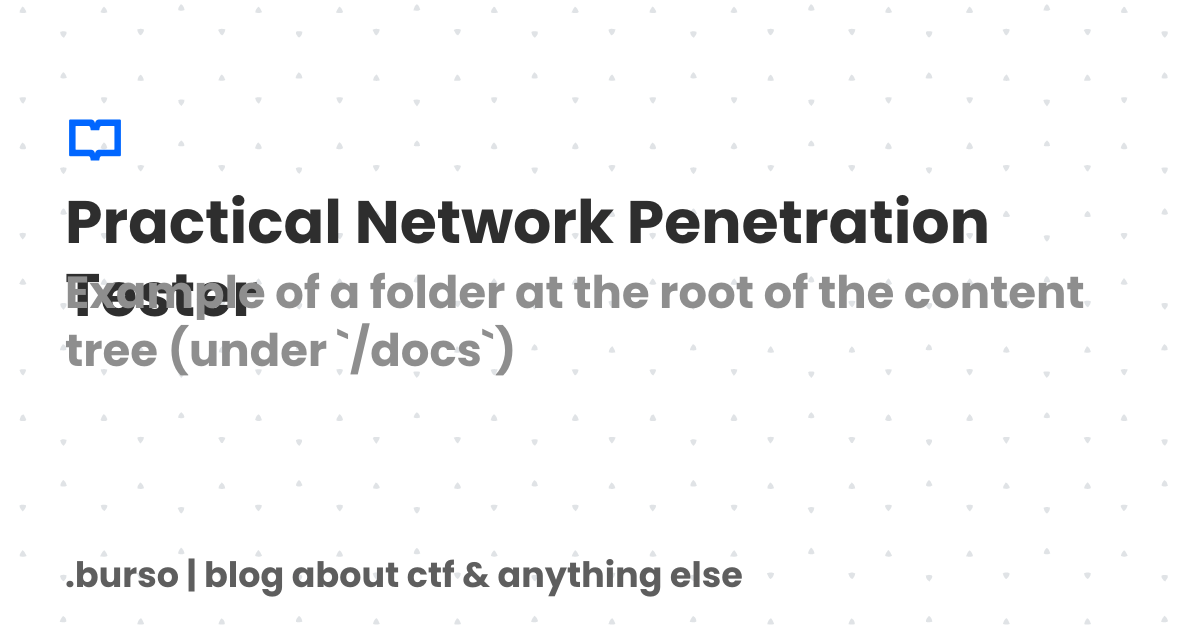 Practical Network Penetration
Tester
Example of a folder at the root of the content
tree (under `/docs`)
.burso | blog about ctf & anything else